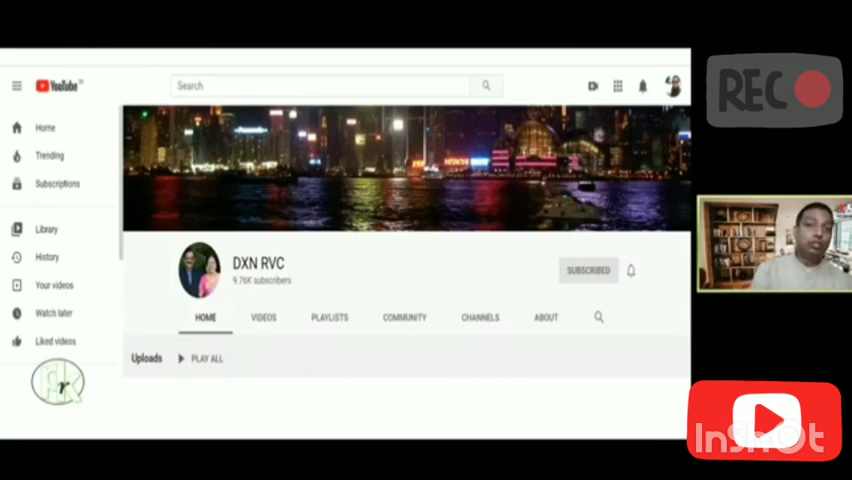 YouTube
Search
REC
Home
Trending
HITACHI
Subscriptions
Library
DXN RVC
History
9.76K subscribers
SUBSCRIBED
Your videos
Watch later
HOME VIDEOS PLAYLISTS COMMUNITY CHANNELS ABOUT
Liked videos
Uploads PLAY ALL
InShOt